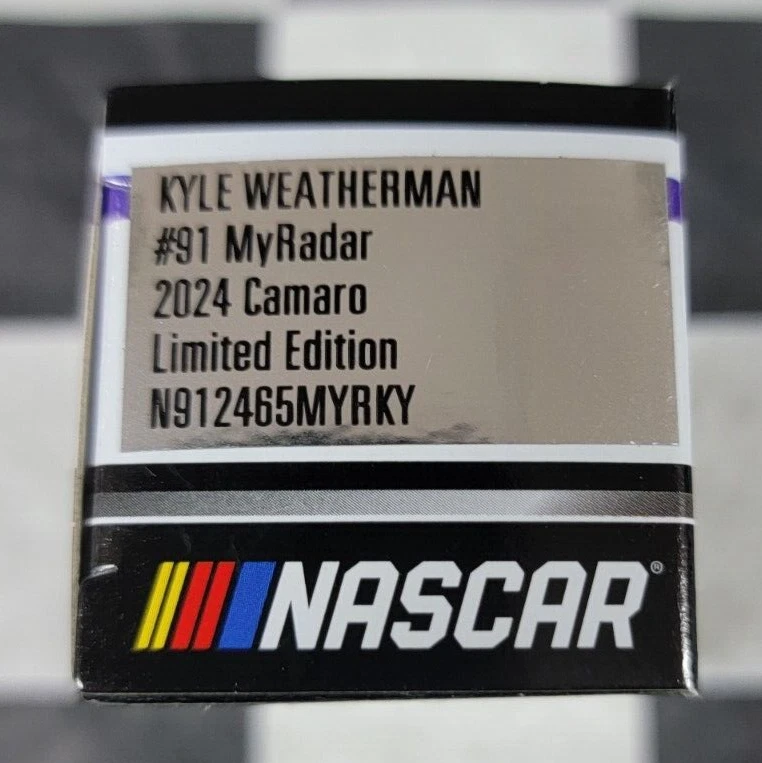 KYLE WEATHERMAN
#91 MyRadar
2024 Camaro
Limited Edition
N912465MYRKY
NASCAR®